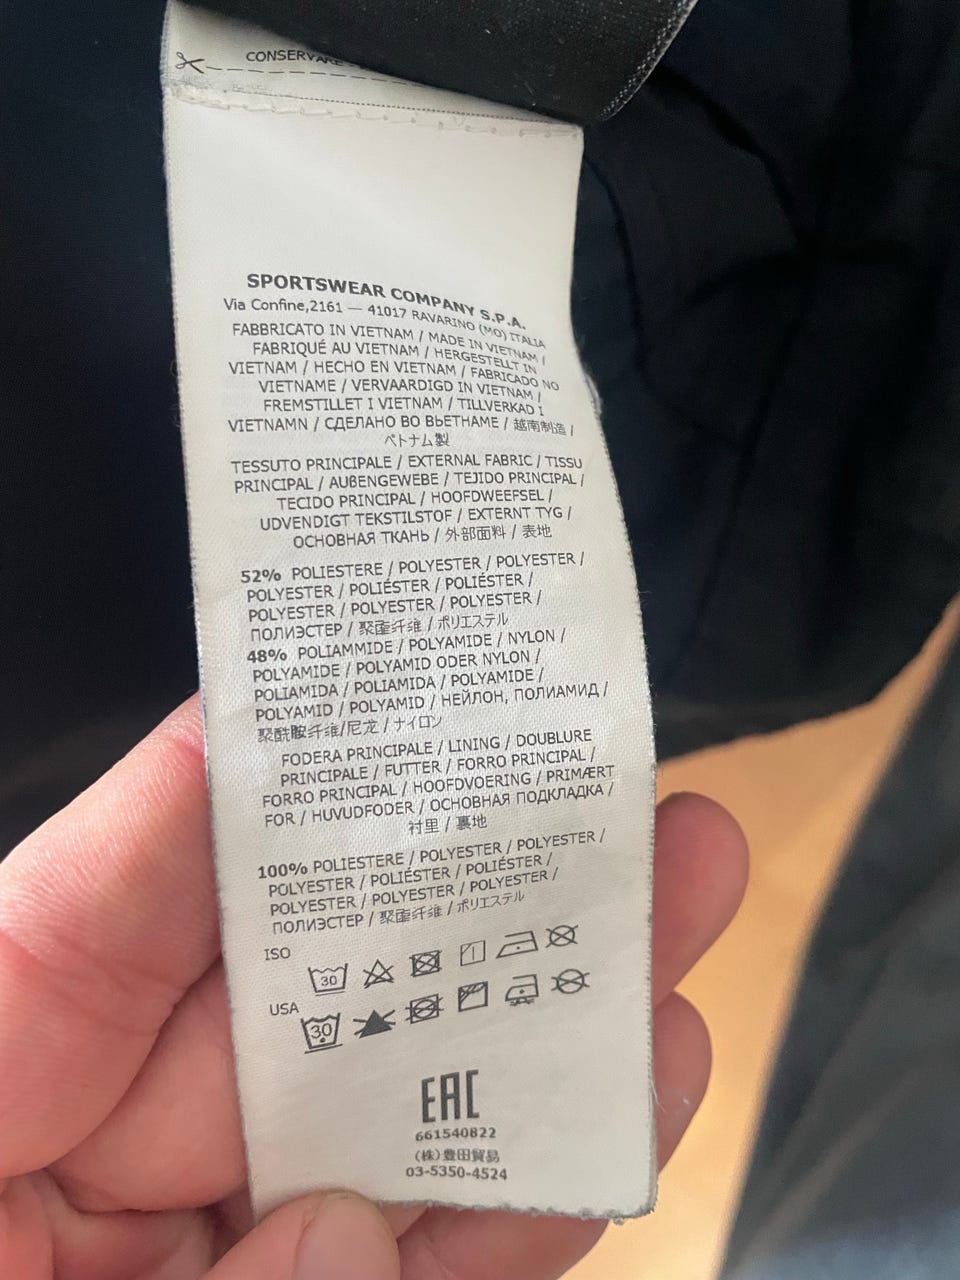 CONSERVARE
SPORTSWEAR COMPANY S.P.A.
Via Confine,2161 — 41017 RAVARINO (MO) ITALIA
FABBRICATO IN VIETNAM / MADE IN VIETNAM /
FABRIQUÉ AU VIETNAM / HERGESTELLT IN
VIETNAM / HECHO EN VIETNAM / FABRICADO NO
VIETNAME / VERVAARDIGD IN VIETNAM /
FREMSTILLET I VIETNAM / TILLVERKAD I
VIETNAMN / СДЕЛАНО ВО ВЬЕТНАМЕ / 越南制造 /
ベトナム製
TESSUTO PRINCIPALE / EXTERNAL FABRIC / TISSU
PRINCIPAL / AUßENGEWEBE / TEJIDO PRINCIPAL /
TECIDO PRINCIPAL / HOOFDWEEFSEL /
UDVENDIGT TEKSTILSTOF / EXTERNT TYG /
ОСНОВНАЯ ТКАНЬ / 外部面料 / 表地
52% POLIESTERE / POLYESTER / POLYESTER /
POLYESTER / POLIÉSTER / POLIÉSTER /
POLYESTER / POLYESTER / POLYESTER /
ПОЛИЭСТЕР / 聚酯纤维 / ポリエステル
48% POLIAMMIDE / POLYAMIDE / NYLON /
POLYAMIDE / POLYAMID ODER NYLON /
POLIAMIDA / POLIAMIDA / POLYAMIDE /
POLYAMID / POLYAMID / НЕЙЛОН, ПОЛИАМИД /
聚酰胺纤维/尼龙 / ナイロン
FODERA PRINCIPALE / LINING / DOUBLURE
PRINCIPALE / FUTTER / FORRO PRINCIPAL /
FORRO PRINCIPAL / HOOFDVOERING / PRIMÆRT
FOR / HUVUDFODER / ОСНОВНАЯ ПОДКЛАДКА /
衬里 / 裏地
100% POLIESTERE / POLYESTER / POLYESTER /
POLYESTER / POLIÉSTER / POLIÉSTER /
POLYESTER / POLYESTER / POLYESTER /
ПОЛИЭСТЕР / 聚酯纤维 / ポリエステル
ISO
30
USA
30
EAC
661540822
(株)豊田貿易
03-5350-4524